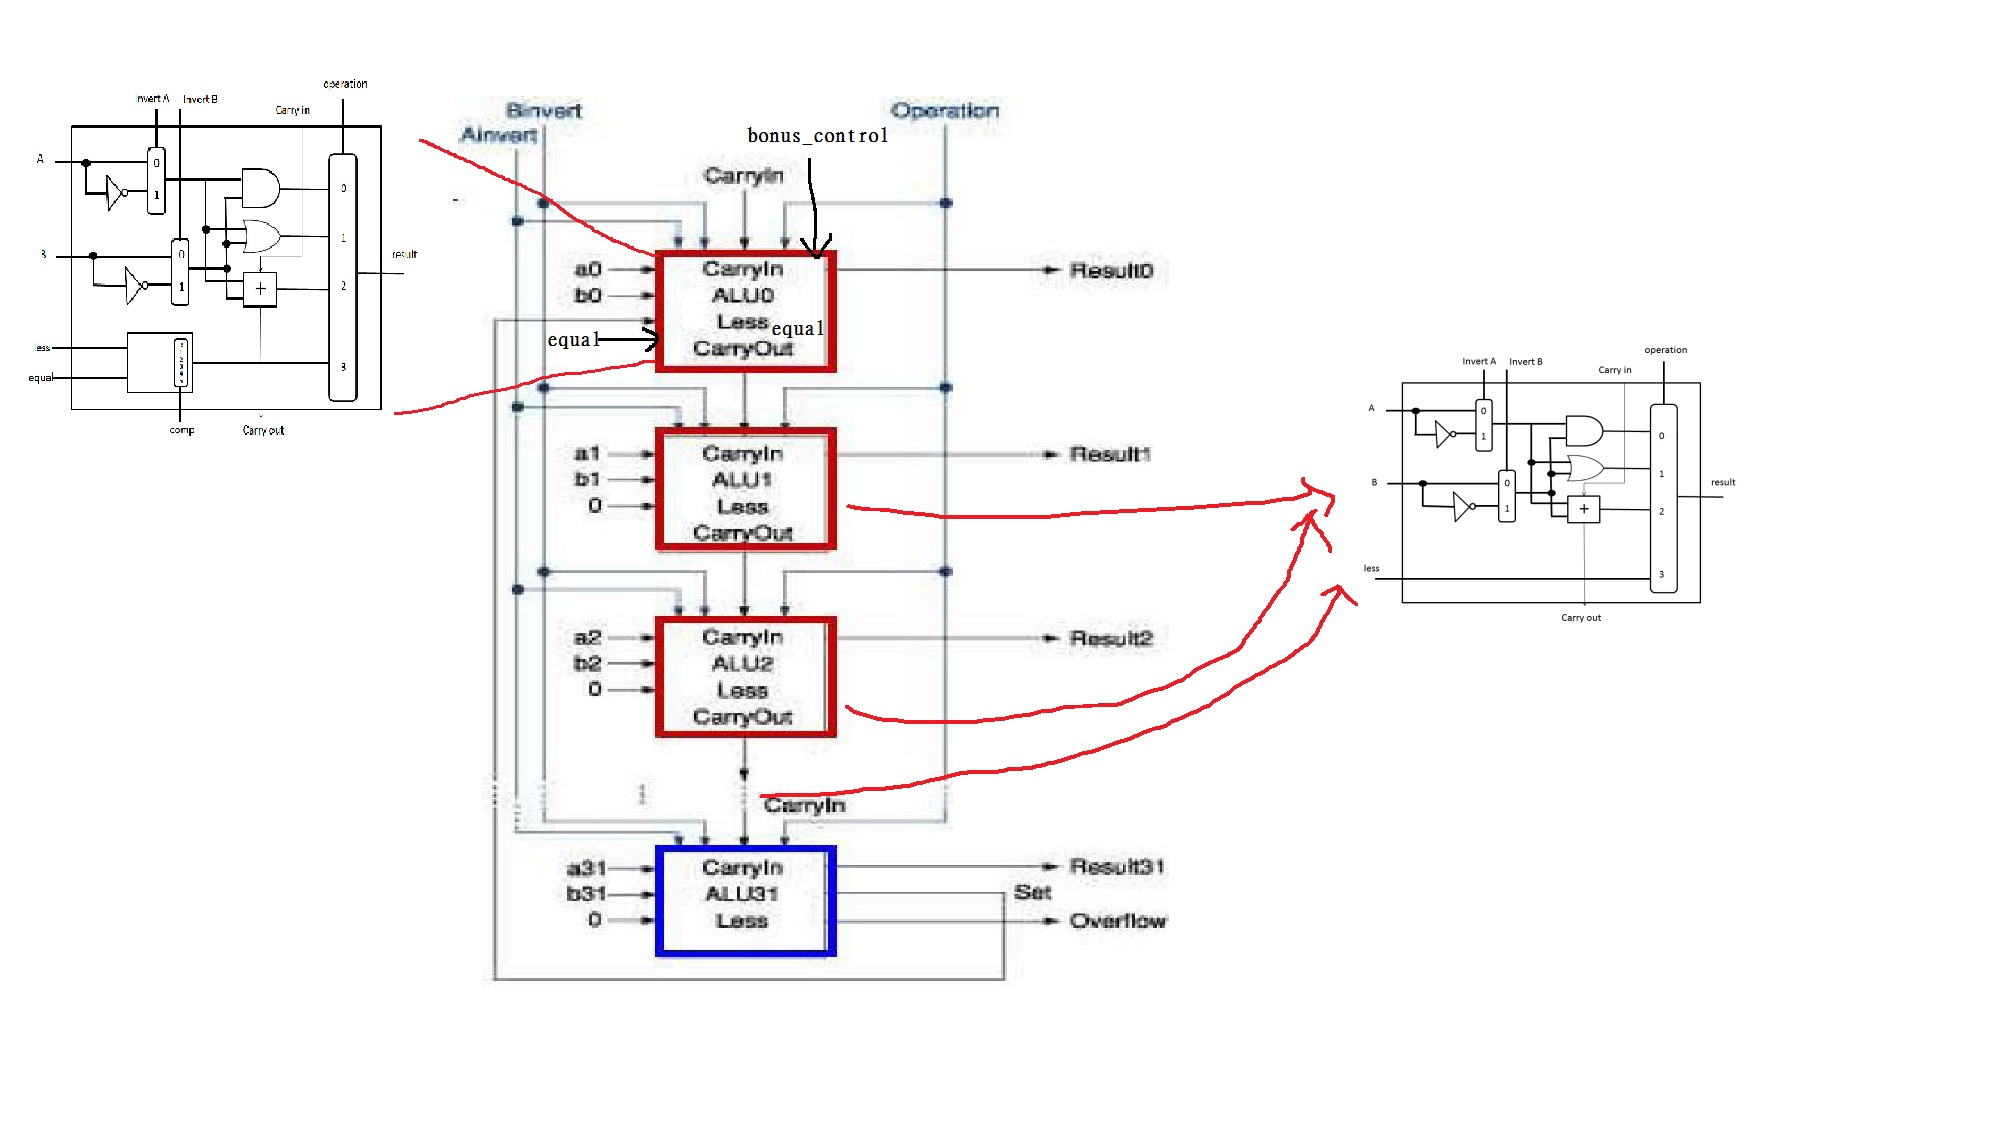 operation
Invert A Invert B
Carry in
A
0
1
0
B
0
1
1
result
+
2
ess
equal
3
comp
Carry out
Binvert
Ainvert
Operation
bonus_control
CarryIn
a0
b0
equal
CarryIn
ALU0
Less equal
CarryOut
Result0
a1
b1
0
CarryIn
ALU1
Less
CarryOut
Result1
a2
b2
0
CarryIn
ALU2
Less
CarryOut
Result2
CarryIn
a31
b31
0
CarryIn
ALU31
Less
Result31
Set
Overflow
operation
Invert A Invert B
Carry in
A
0
1
0
B
0
1
1
result
+
2
less
3
Carry out